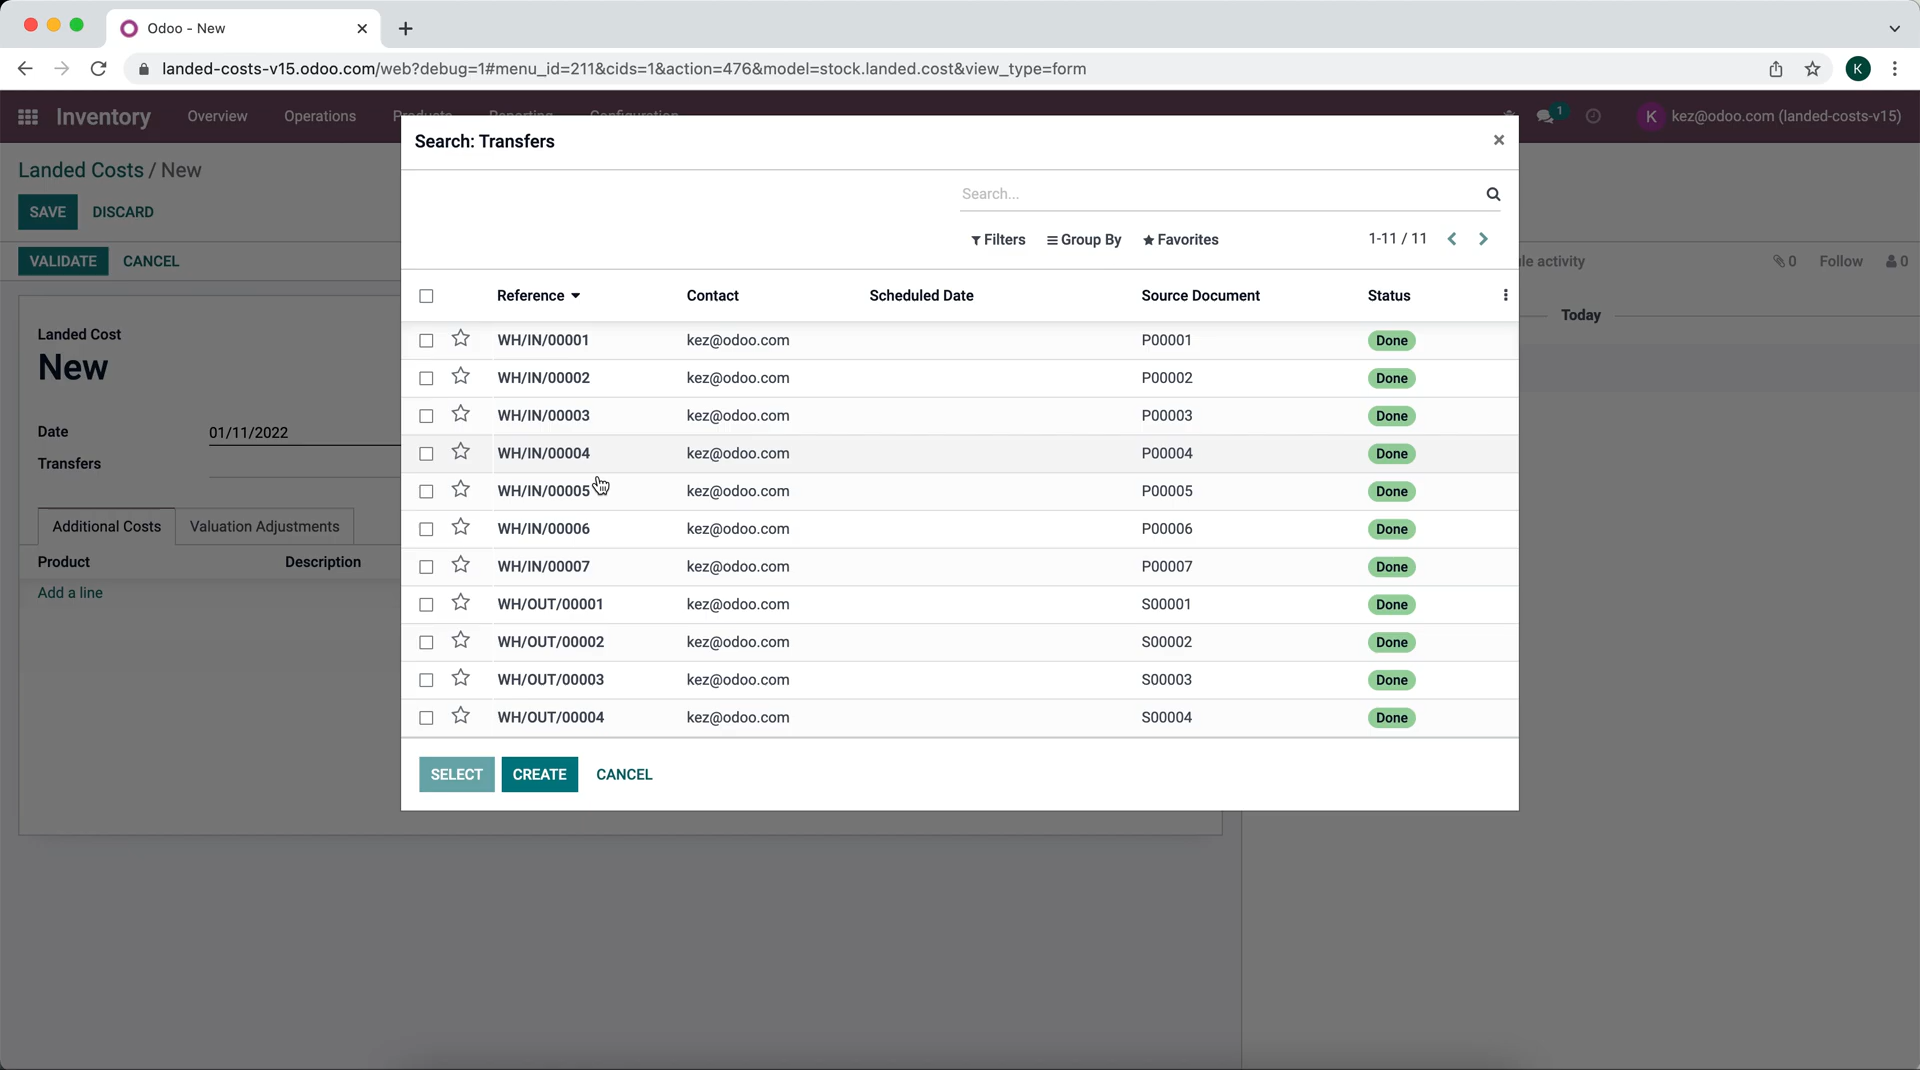 Odoo - New
landed-costs-v15.odoo.com/web?debug=1#menu_id=211&cids=1&action=476&model=stock.landed.cost&view_type=form
K
Inventory Overview Operations Products Reporting Configuration 1 K kez@odoo.com (landed-costs-v15)
Search: Transfers
Landed Costs / New
Search...
SAVE DISCARD
Filters Group By Favorites 1-11 / 11
VALIDATE CANCEL
0 Follow 0
activity
Reference Contact Scheduled Date Source Document Status
Today
Landed Cost
New
WH/IN/00001 kez@odoo.com P00001 Done
WH/IN/00002 kez@odoo.com P00002 Done
WH/IN/00003 kez@odoo.com P00003 Done
Date 01/11/2022
WH/IN/00004 kez@odoo.com P00004 Done
Transfers
WH/IN/00005 kez@odoo.com P00005 Done
Additional Costs Valuation Adjustments
WH/IN/00006 kez@odoo.com P00006 Done
Product Description
WH/IN/00007 kez@odoo.com P00007 Done
Add a line
WH/OUT/00001 kez@odoo.com S00001 Done
WH/OUT/00002 kez@odoo.com S00002 Done
WH/OUT/00003 kez@odoo.com S00003 Done
WH/OUT/00004 kez@odoo.com S00004 Done
SELECT CREATE CANCEL